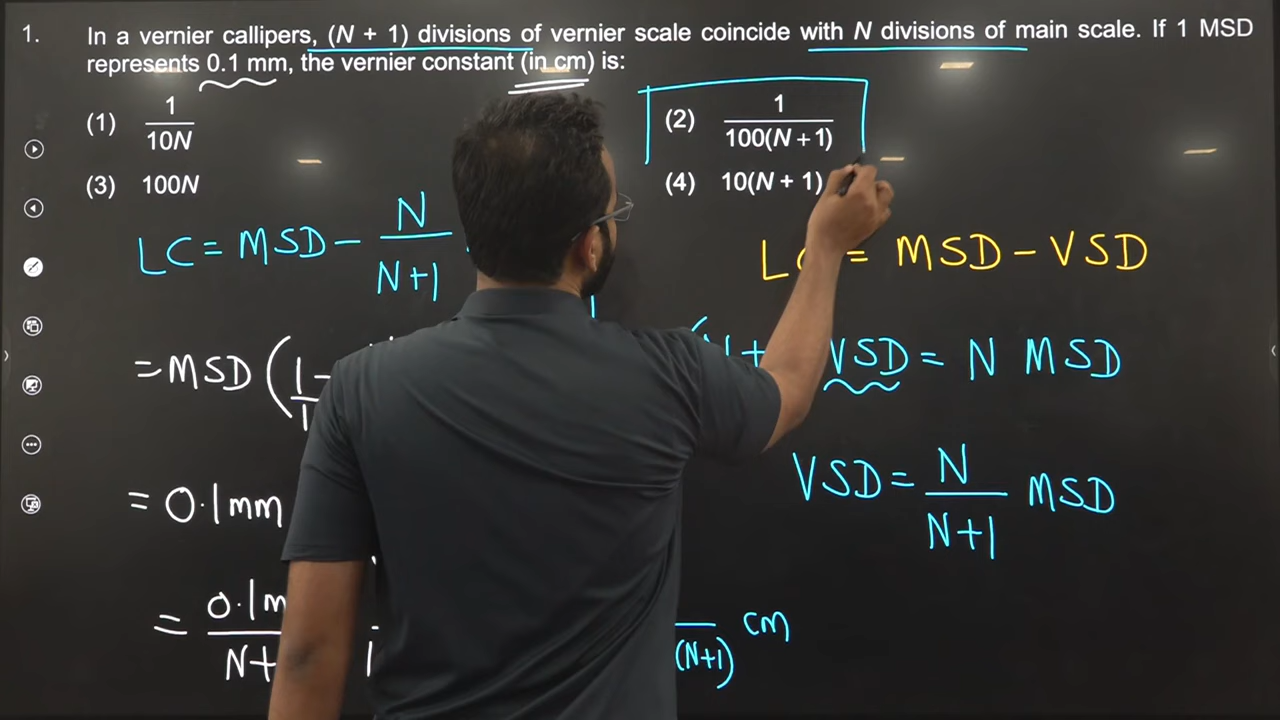 1. In a vernier callipers, (N + 1) divisions of vernier scale coincide with N divisions of main scale. If 1 MSD
represents 0.1 mm, the vernier constant (in cm) is:
(1) 1/10N
(2) 1/100(N + 1)
(3) 100N
(4) 10(N + 1)
LC = MSD − N/N+1
= MSD (
= 0.1mm
= 0.1m
N+
(N+1) cm
= MSD − VSD
VSD = N MSD
VSD = N/N+1 MSD